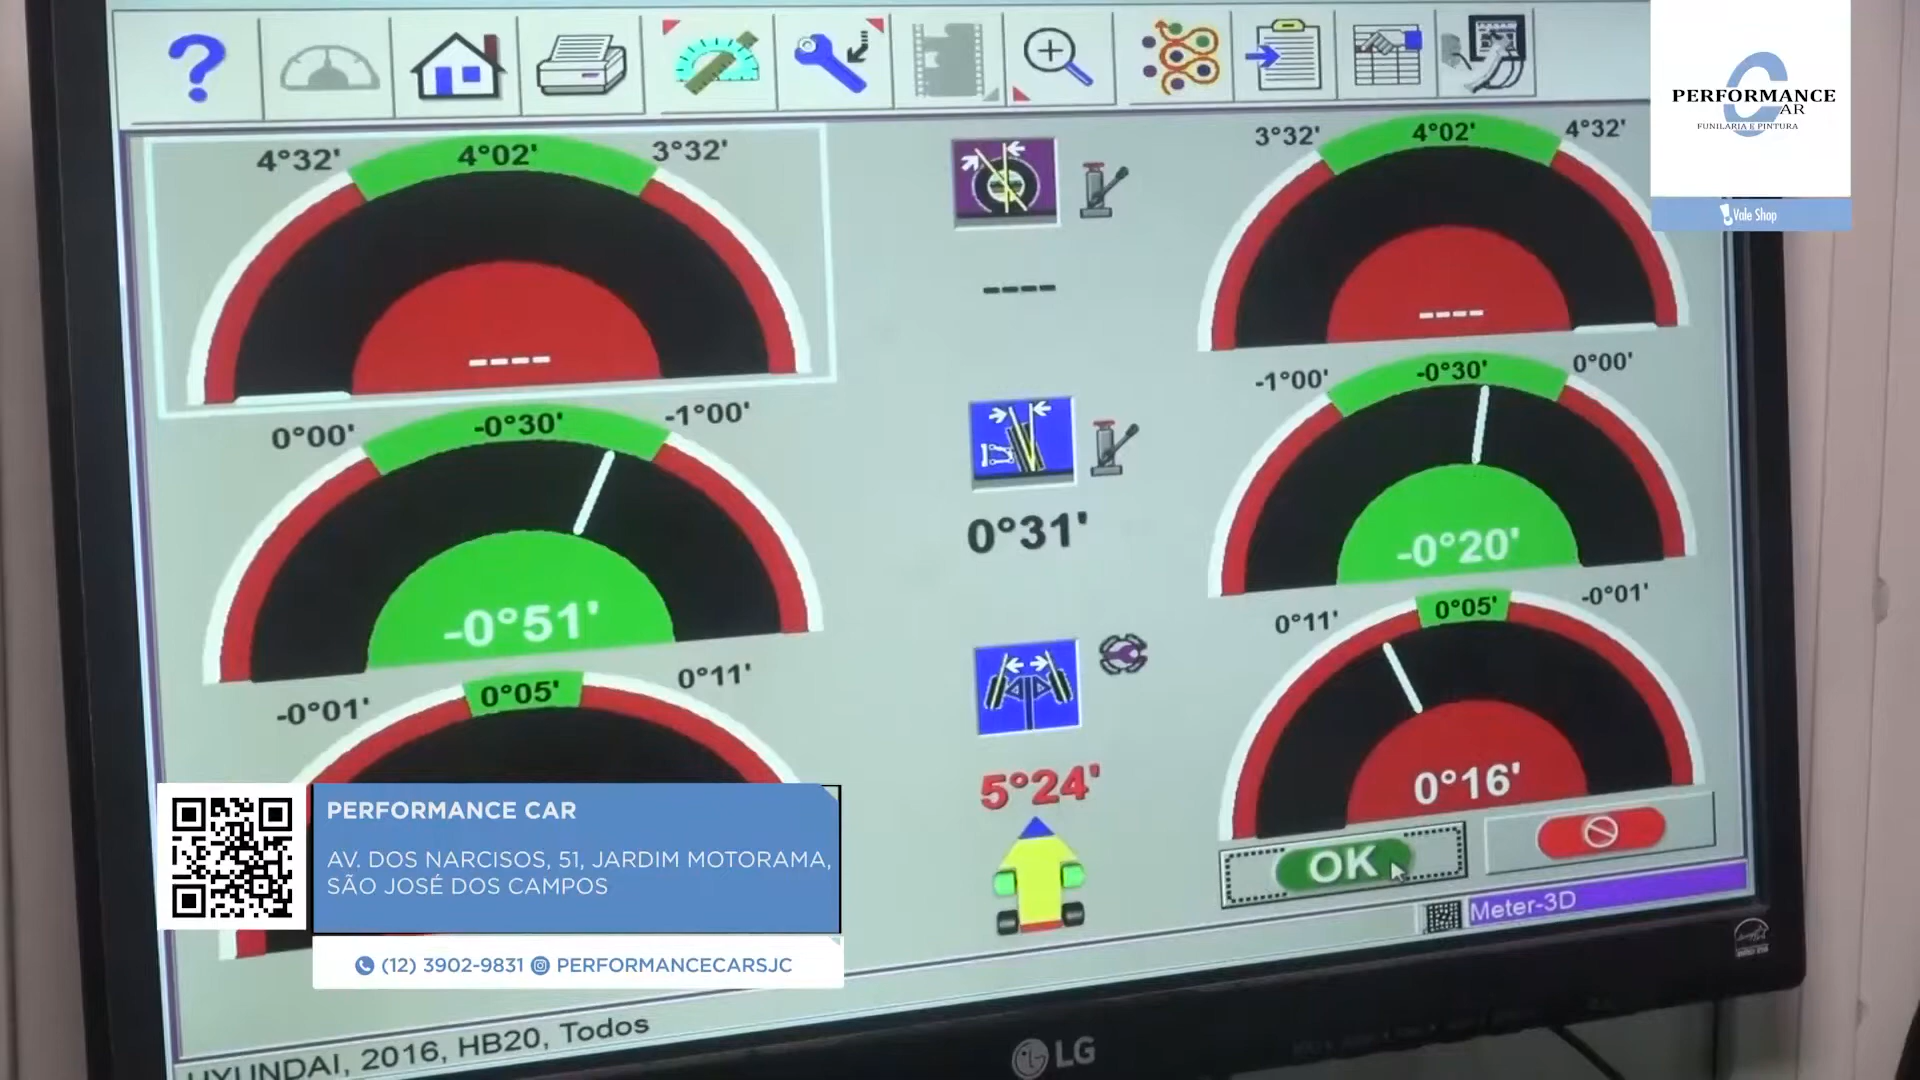 ?
4°32' 4°02' 3°32'
----
----
3°32' 4°02' 4°32'
----
0°00' -0°30' -1°00'
-0°51'
0°31'
-1°00' -0°30' 0°00'
-0°20'
-0°01' 0°05' 0°11'
5°24'
0°11' 0°05' -0°01'
0°16'
OK
Meter-3D
HYUNDAI, 2016, HB20, Todos
LG
PERFORMANCE
CAR
FUNILARIA E PINTURA
Vale Shop
PERFORMANCE CAR
AV. DOS NARCISOS, 51, JARDIM MOTORAMA,
SÃO JOSÉ DOS CAMPOS
(12) 3902-9831 PERFORMANCECARSJC